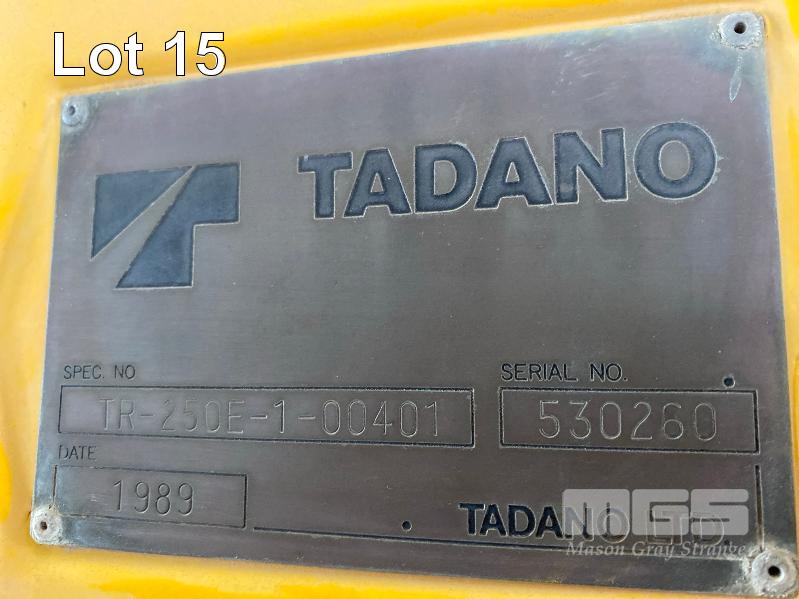 Lot 15
TADANO
SPEC. NO
TR-250E-1-00401
SERIAL NO.
530260
DATE
1989
TADANO LTD.
MGS
Mason Gray Strange